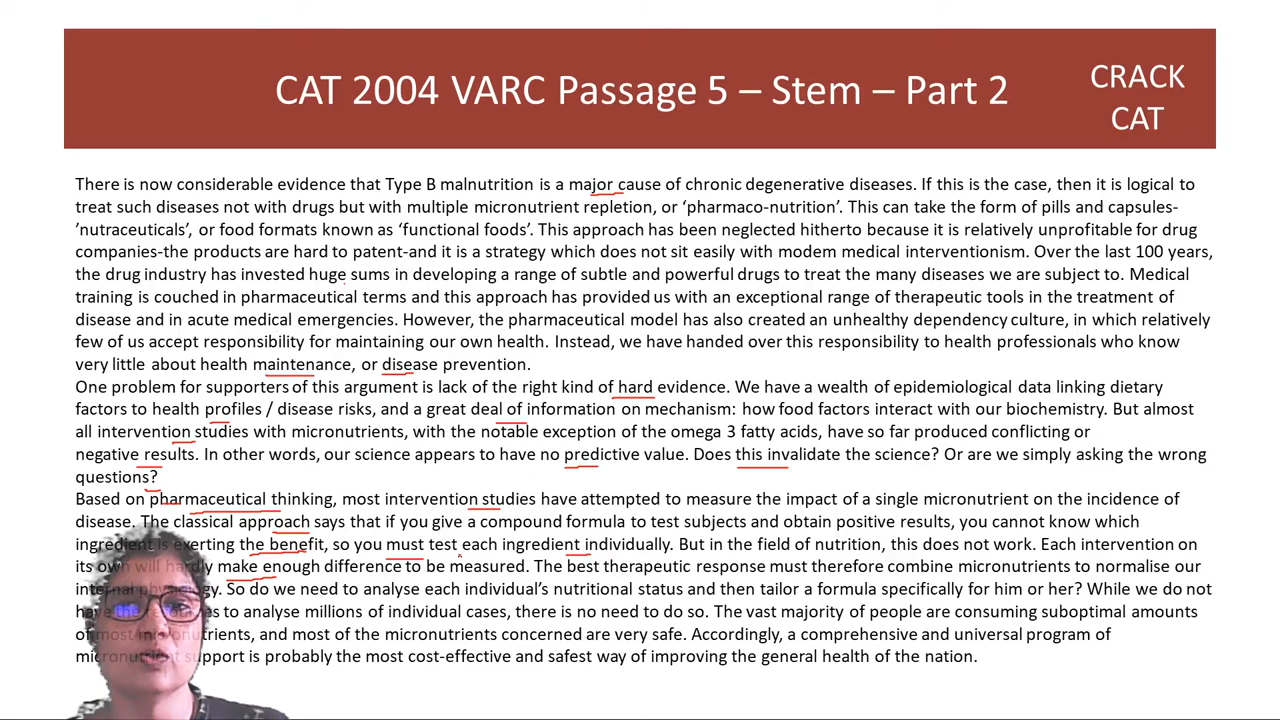 CAT 2004 VARC Passage 5 – Stem – Part 2
CRACK
CAT
There is now considerable evidence that Type B malnutrition is a major cause of chronic degenerative diseases. If this is the case, then it is logical to
treat such diseases not with drugs but with multiple micronutrient repletion, or ‘pharmaco-nutrition’. This can take the form of pills and capsules-
’nutraceuticals’, or food formats known as ‘functional foods’. This approach has been neglected hitherto because it is relatively unprofitable for drug
companies-the products are hard to patent-and it is a strategy which does not sit easily with modem medical interventionism. Over the last 100 years,
the drug industry has invested huge sums in developing a range of subtle and powerful drugs to treat the many diseases we are subject to. Medical
training is couched in pharmaceutical terms and this approach has provided us with an exceptional range of therapeutic tools in the treatment of
disease and in acute medical emergencies. However, the pharmaceutical model has also created an unhealthy dependency culture, in which relatively
few of us accept responsibility for maintaining our own health. Instead, we have handed over this responsibility to health professionals who know
very little about health maintenance, or disease prevention.
One problem for supporters of this argument is lack of the right kind of hard evidence. We have a wealth of epidemiological data linking dietary
factors to health profiles / disease risks, and a great deal of information on mechanism: how food factors interact with our biochemistry. But almost
all intervention studies with micronutrients, with the notable exception of the omega 3 fatty acids, have so far produced conflicting or
negative results. In other words, our science appears to have no predictive value. Does this invalidate the science? Or are we simply asking the wrong
questions?
Based on pharmaceutical thinking, most intervention studies have attempted to measure the impact of a single micronutrient on the incidence of
disease. The classical approach says that if you give a compound formula to test subjects and obtain positive results, you cannot know which
ingredient is exerting the benefit, so you must test each ingredient individually. But in the field of nutrition, this does not work. Each intervention on
its own will hardly make enough difference to be measured. The best therapeutic response must therefore combine micronutrients to normalise our
internal physiology. So do we need to analyse each individual’s nutritional status and then tailor a formula specifically for him or her? While we do not
have the to analyse millions of individual cases, there is no need to do so. The vast majority of people are consuming suboptimal amounts
of most micronutrients, and most of the micronutrients concerned are very safe. Accordingly, a comprehensive and universal program of
micronutrient support is probably the most cost-effective and safest way of improving the general health of the nation.